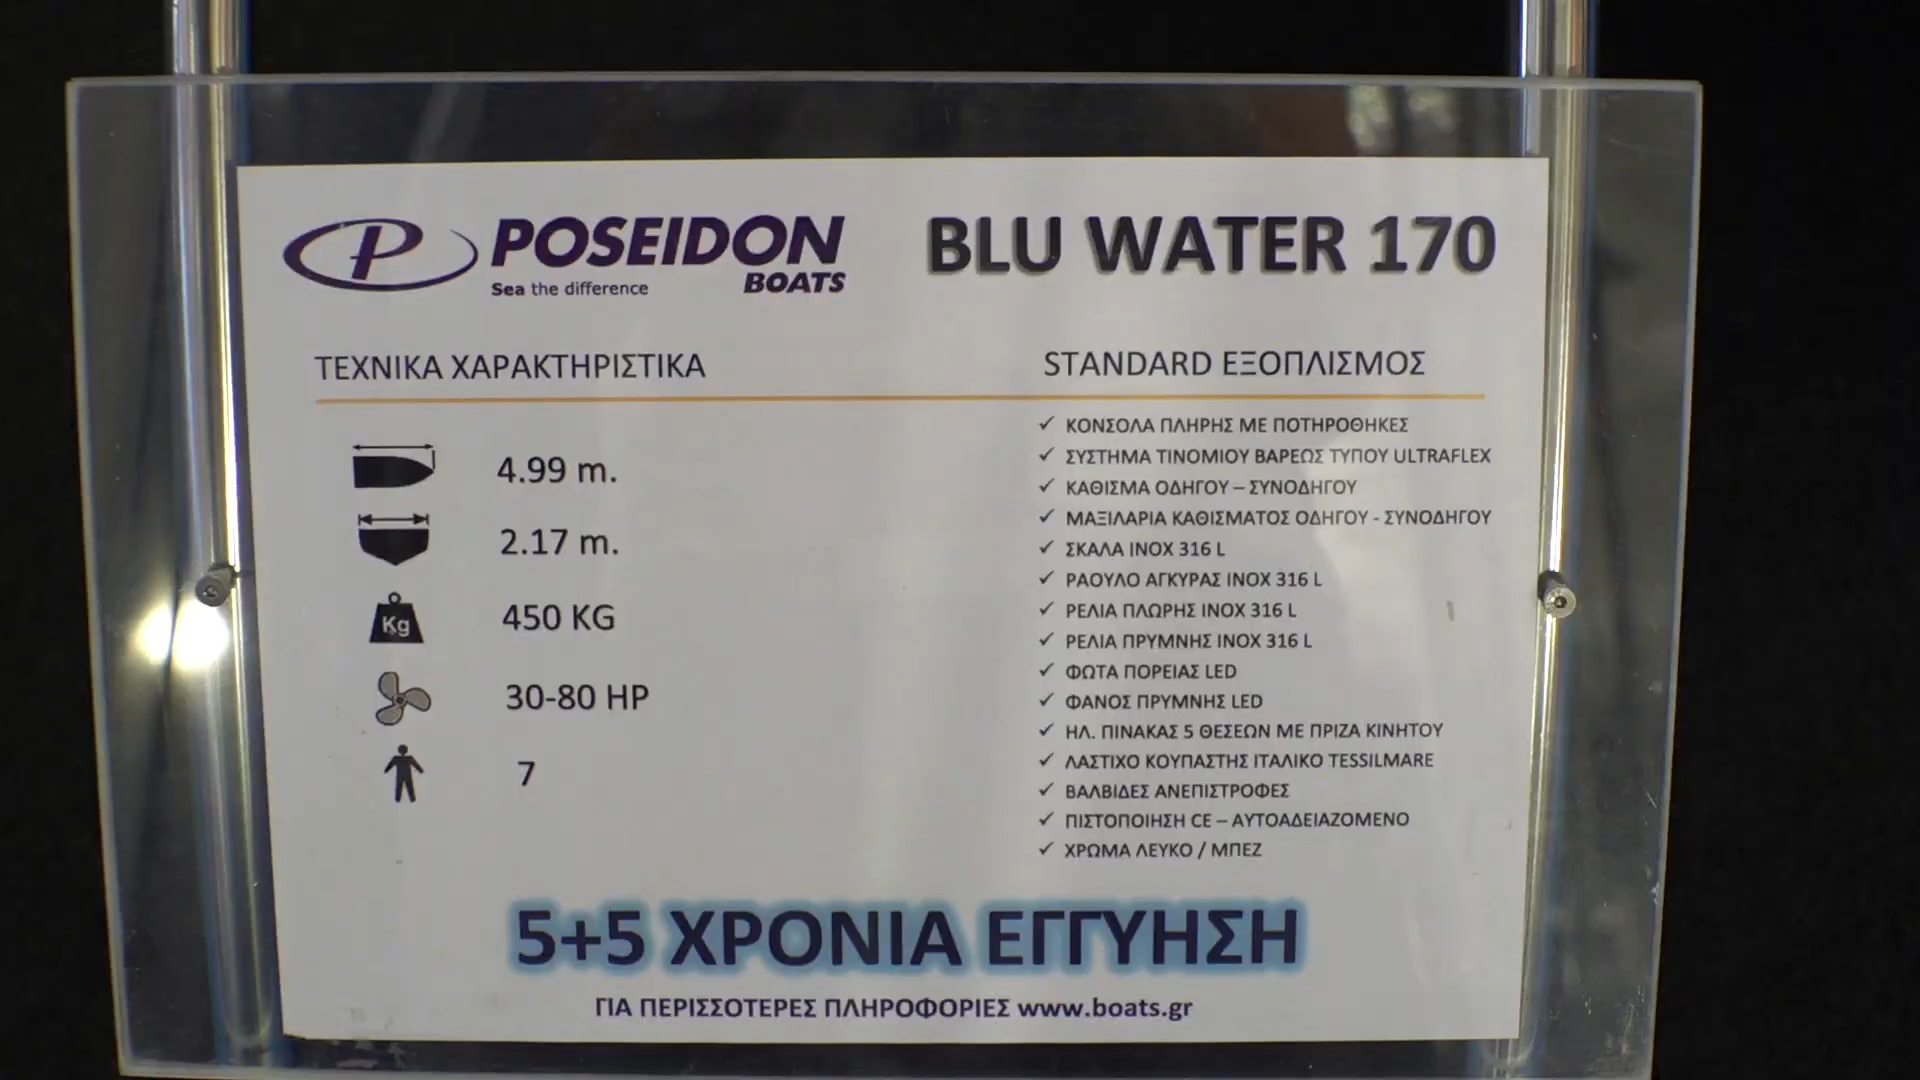 POSEIDON
BOATS
Sea the difference
BLU WATER 170
ΤΕΧΝΙΚΑ ΧΑΡΑΚΤΗΡΙΣΤΙΚΑ
4.99 m.
2.17 m.
Kg
450 KG
30-80 HP
7
STANDARD ΕΞΟΠΛΙΣΜΟΣ
✓ ΚΟΝΣΟΛΑ ΠΛΗΡΗΣ ΜΕ ΠΟΤΗΡΟΘΗΚΕΣ
✓ ΣΥΣΤΗΜΑ ΤΙΝΟΜΙΟΥ ΒΑΡΕΩΣ ΤΥΠΟΥ ULTRAFLEX
✓ ΚΑΘΙΣΜΑ ΟΔΗΓΟΥ – ΣΥΝΟΔΗΓΟΥ
✓ ΜΑΞΙΛΑΡΙΑ ΚΑΘΙΣΜΑΤΟΣ ΟΔΗΓΟΥ - ΣΥΝΟΔΗΓΟΥ
✓ ΣΚΑΛΑ INOX 316 L
✓ ΡΑΟΥΛΟ ΑΓΚΥΡΑΣ INOX 316 L
✓ ΡΕΛΙΑ ΠΛΩΡΗΣ INOX 316 L
✓ ΡΕΛΙΑ ΠΡΥΜΝΗΣ INOX 316 L
✓ ΦΩΤΑ ΠΟΡΕΙΑΣ LED
✓ ΦΑΝΟΣ ΠΡΥΜΝΗΣ LED
✓ ΗΛ. ΠΙΝΑΚΑΣ 5 ΘΕΣΕΩΝ ΜΕ ΠΡΙΖΑ ΚΙΝΗΤΟΥ
✓ ΛΑΣΤΙΧΟ ΚΟΥΠΑΣΤΗΣ ΙΤΑΛΙΚΟ TESSILMARE
✓ ΒΑΛΒΙΔΕΣ ΑΝΕΠΙΣΤΡΟΦΕΣ
✓ ΠΙΣΤΟΠΟΙΗΣΗ CE – ΑΥΤΟΑΔΕΙΑΖΟΜΕΝΟ
✓ ΧΡΩΜΑ ΛΕΥΚΟ / ΜΠΕΖ
5+5 ΧΡΟΝΙΑ ΕΓΓΥΗΣΗ
ΓΙΑ ΠΕΡΙΣΣΟΤΕΡΕΣ ΠΛΗΡΟΦΟΡΙΕΣ www.boats.gr